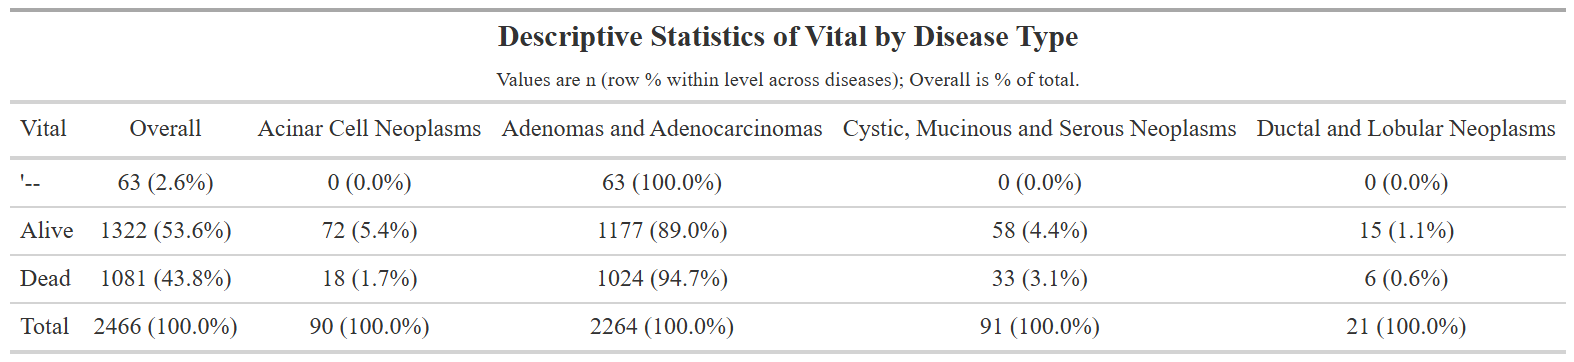 Descriptive Statistics of Vital by Disease Type
Values are n (row % within level across diseases); Overall is % of total.
Vital Overall Acinar Cell Neoplasms Adenomas and Adenocarcinomas Cystic, Mucinous and Serous Neoplasms Ductal and Lobular Neoplasms
'-- 63 (2.6%) 0 (0.0%) 63 (100.0%) 0 (0.0%) 0 (0.0%)
Alive 1322 (53.6%) 72 (5.4%) 1177 (89.0%) 58 (4.4%) 15 (1.1%)
Dead 1081 (43.8%) 18 (1.7%) 1024 (94.7%) 33 (3.1%) 6 (0.6%)
Total 2466 (100.0%) 90 (100.0%) 2264 (100.0%) 91 (100.0%) 21 (100.0%)